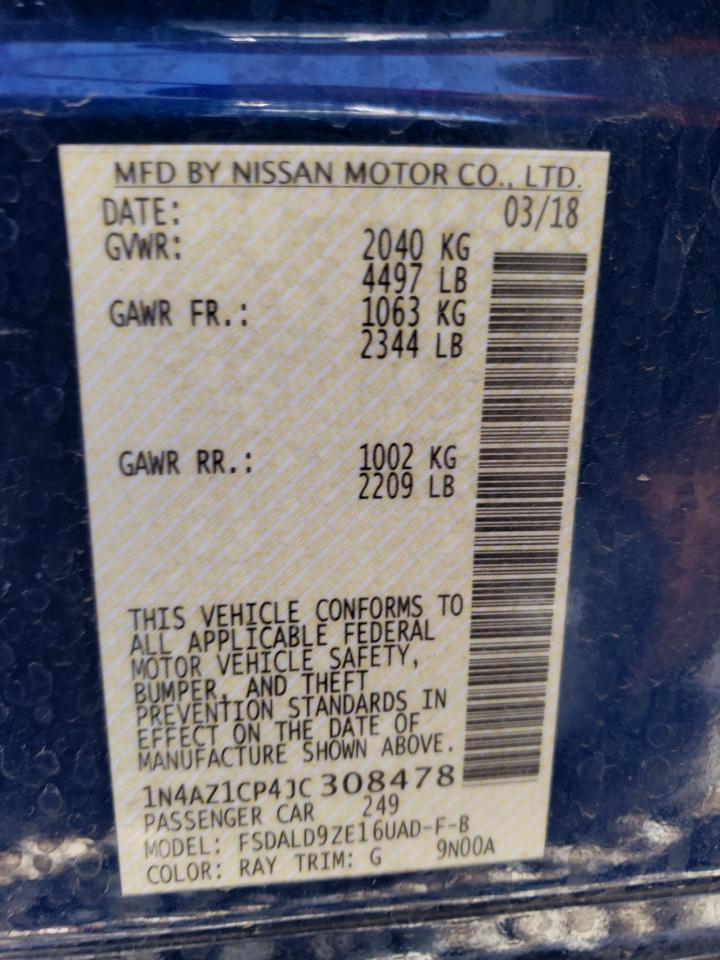 MFD BY NISSAN MOTOR CO., LTD.
DATE: 03/18
GVWR: 2040 KG
4497 LB
GAWR FR.: 1063 KG
2344 LB
GAWR RR.: 1002 KG
2209 LB
THIS VEHICLE CONFORMS TO
ALL APPLICABLE FEDERAL
MOTOR VEHICLE SAFETY,
BUMPER, AND THEFT
PREVENTION STANDARDS IN
EFFECT ON THE DATE OF
MANUFACTURE SHOWN ABOVE.
1N4AZ1CP4JC308478
PASSENGER CAR 249
MODEL: FSDALD9ZE16UAD-F-B
COLOR: RAY TRIM: G 9N00A